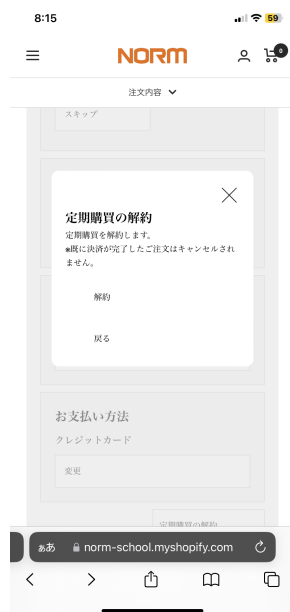 8:15
59
NORM
0
注文内容
スキップ
定期購買の解約
定期購買を解約します。
※既に決済が完了したご注文はキャンセルされ
ません。
解約
戻る
お支払い方法
クレジットカード
変更
定期購買の解約
ぁあ
norm-school.myshopify.com